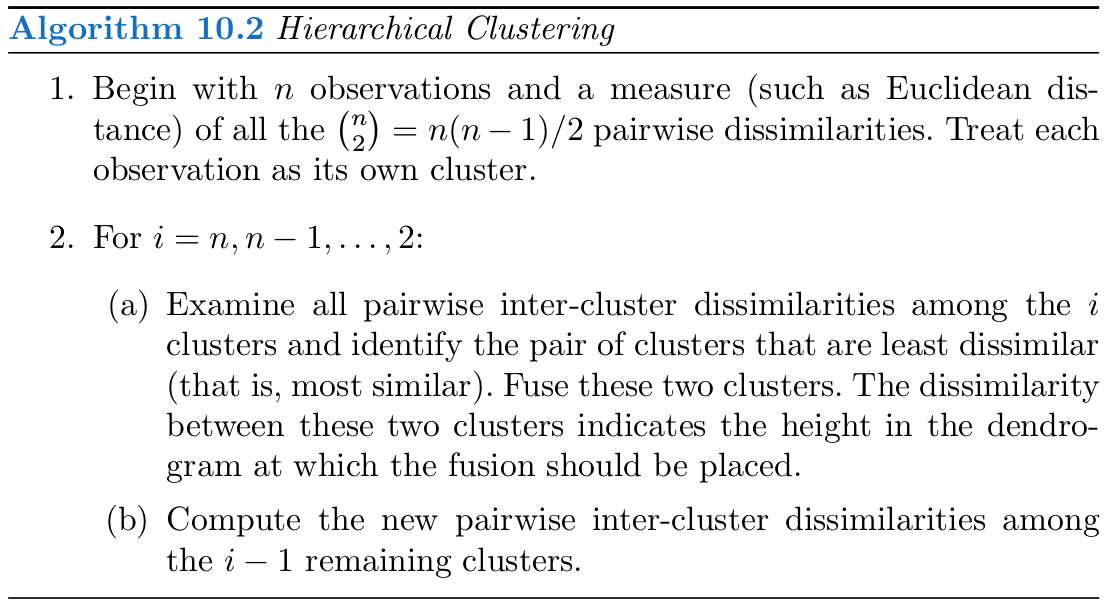 Algorithm 10.2 Hierarchical Clustering
1. Begin with n observations and a measure (such as Euclidean dis-
tance) of all the (n 2) = n(n − 1)/2 pairwise dissimilarities. Treat each
observation as its own cluster.
2. For i = n, n − 1, . . . , 2:
(a) Examine all pairwise inter-cluster dissimilarities among the i
clusters and identify the pair of clusters that are least dissimilar
(that is, most similar). Fuse these two clusters. The dissimilarity
between these two clusters indicates the height in the dendro-
gram at which the fusion should be placed.
(b) Compute the new pairwise inter-cluster dissimilarities among
the i − 1 remaining clusters.